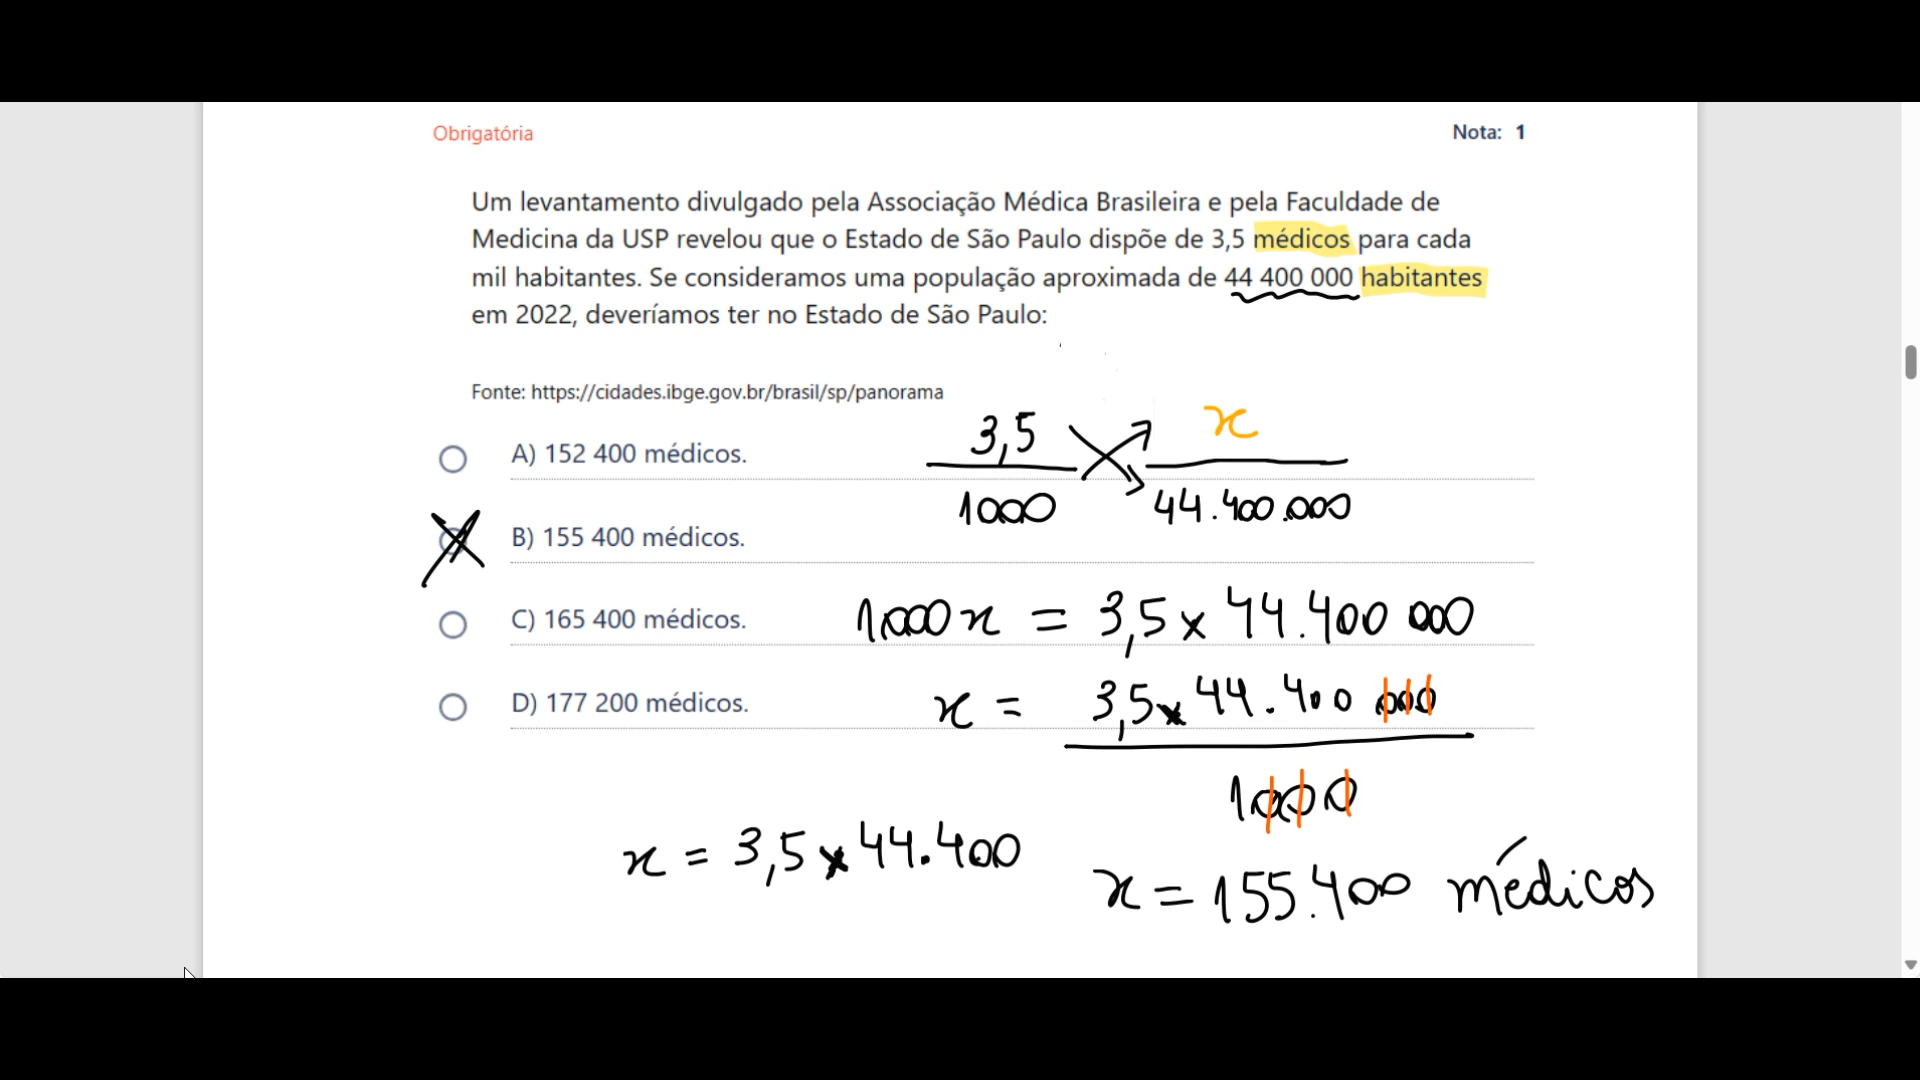 Obrigatória
Nota: 1
Um levantamento divulgado pela Associação Médica Brasileira e pela Faculdade de
Medicina da USP revelou que o Estado de São Paulo dispõe de 3,5 médicos para cada
mil habitantes. Se consideramos uma população aproximada de 44 400 000 habitantes
em 2022, deveríamos ter no Estado de São Paulo:
Fonte: https://cidades.ibge.gov.br/brasil/sp/panorama
A) 152 400 médicos.
B) 155 400 médicos.
C) 165 400 médicos.
D) 177 200 médicos.
3,5 x
1000 44.400.000
1.000x = 3,5 x 44.400 000
x = 3,5 x 44.400 000
1000
x = 3,5 x 44.400
x = 155.400 médicos